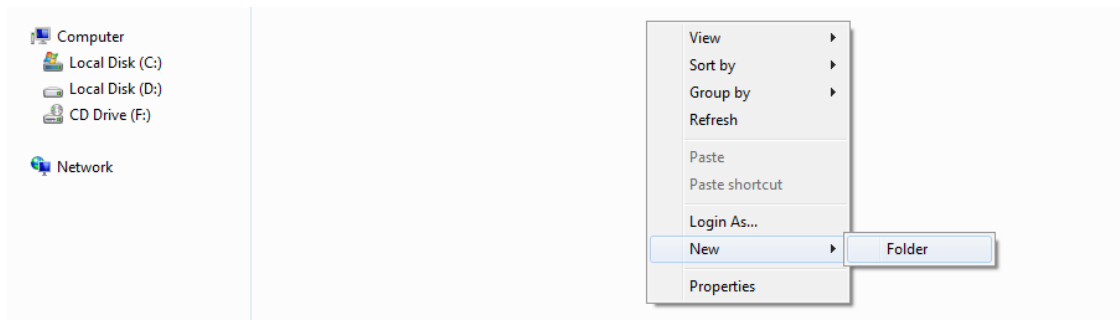 Computer
Local Disk (C:)
Local Disk (D:)
CD Drive (F:)
Network
View
Sort by
Group by
Refresh
Paste
Paste shortcut
Login As...
New
Folder
Properties